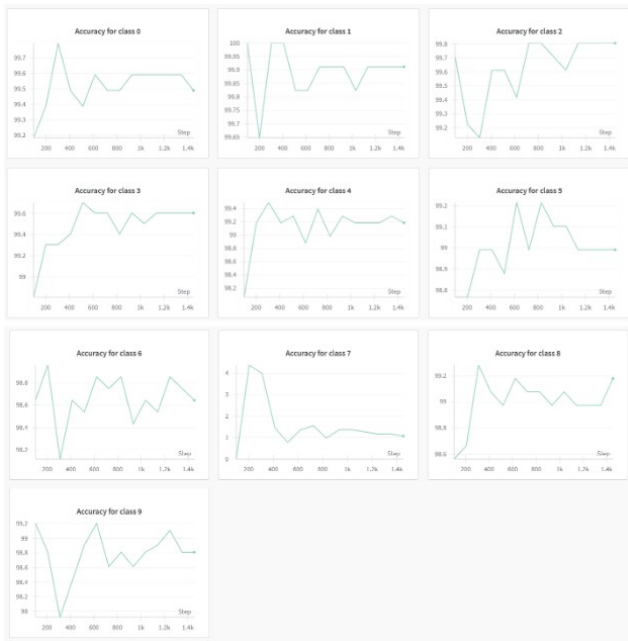 Accuracy for class 0
99.7
99.6
99.5
99.4
99.3
99.2
Step
200 400 600 800 1k 1.2k 1.4k
Accuracy for class 1
100
99.95
99.9
99.85
99.8
99.75
99.7
99.65
Step
200 400 600 800 1k 1.2k 1.4k
Accuracy for class 2
99.8
99.7
99.6
99.5
99.4
99.3
99.2
Step
200 400 600 800 1k 1.2k 1.4k
Accuracy for class 3
99.6
99.4
99.2
99
Step
200 400 600 800 1k 1.2k 1.4k
Accuracy for class 4
99.4
99.2
99
98.8
98.6
98.4
98.2
Step
200 400 600 800 1k 1.2k 1.4k
Accuracy for class 5
99.2
99.1
99
98.9
98.8
Step
200 400 600 800 1k 1.2k 1.4k
Accuracy for class 6
98.8
98.6
98.4
98.2
Step
200 400 600 800 1k 1.2k 1.4k
Accuracy for class 7
4
3
2
1
0
Step
200 400 600 800 1k 1.2k 1.4k
Accuracy for class 8
99.2
99
98.8
98.6
Step
200 400 600 800 1k 1.2k 1.4k
Accuracy for class 9
99.2
99
98.8
98.6
98.4
98.2
98
Step
200 400 600 800 1k 1.2k 1.4k